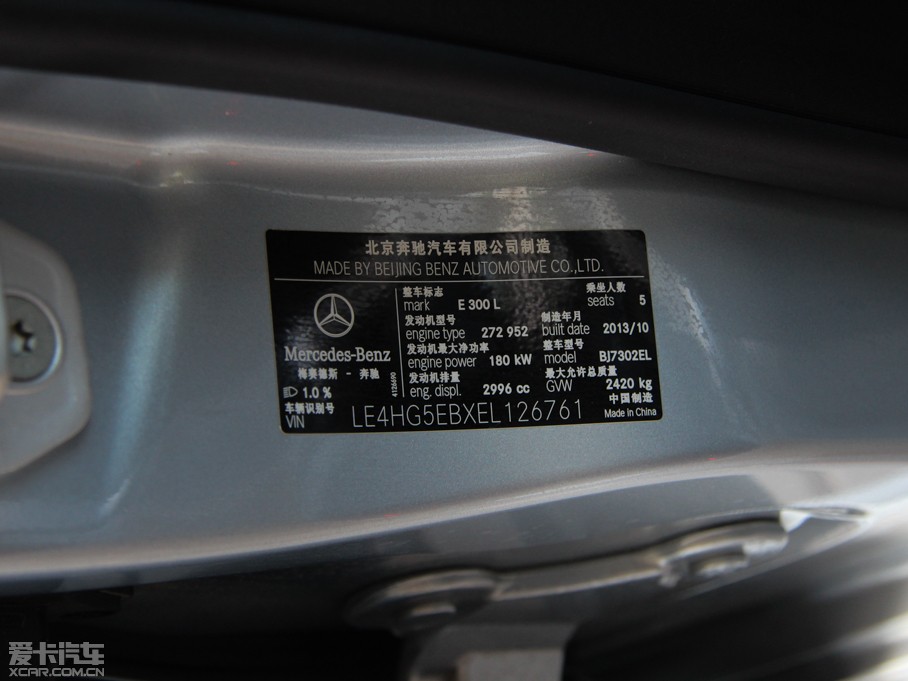 北京奔驰汽车有限公司制造
MADE BY BEIJING BENZ AUTOMOTIVE CO.,LTD.
Mercedes-Benz
梅赛德斯 - 奔驰
1.0 %
4126690
整车标志
mark E 300 L
乘坐人数
seats 5
发动机型号
engine type 272 952
制造年月
built date 2013/10
发动机最大净功率
engine power 180 kW
整车型号
model BJ7302EL
发动机排量
eng. displ. 2996 cc
最大允许总质量
GVW 2420 kg
车辆识别号
VIN LE4HG5EBXEL126761
中国制造
Made in China
爱卡汽车
XCAR.COM.CN